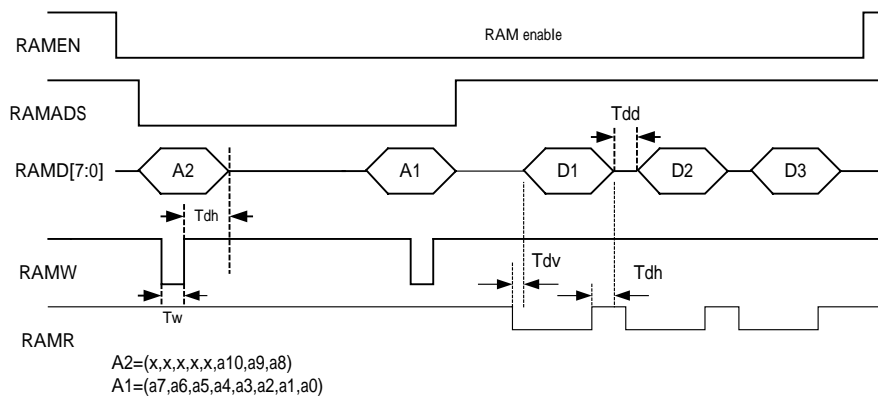 RAMEN
RAM enable
RAMADS
Tdd
RAMD[7:0]
A2
A1
D1
D2
D3
Tdh
RAMW
Tdv
Tdh
Tw
RAMR
A2=(x,x,x,x,x,a10,a9,a8)
A1=(a7,a6,a5,a4,a3,a2,a1,a0)